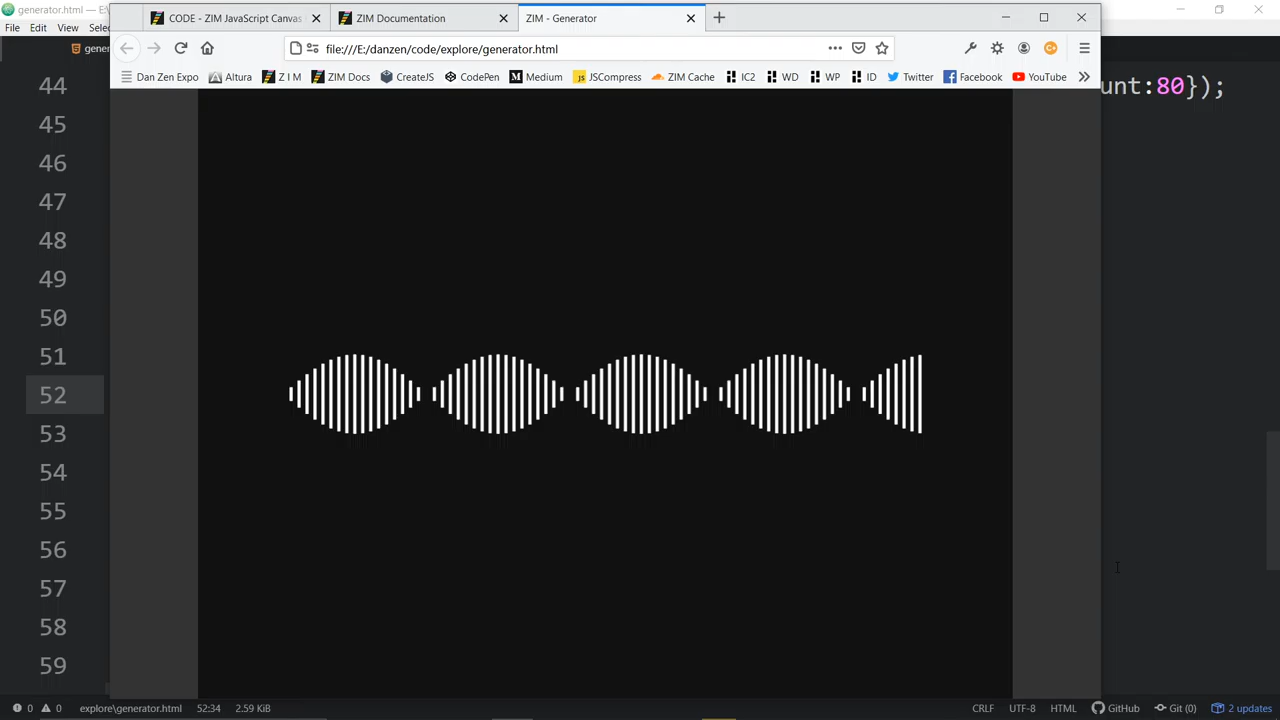 generator.html — E:
File Edit View Selec
CODE - ZIM JavaScript Canvas
ZIM Documentation
ZIM - Generator
gener
file:///E:/danzen/code/explore/generator.html
Dan Zen Expo Altura Z I M ZIM Docs CreateJS CodePen Medium JSCompress ZIM Cache IC2 WD WP ID Twitter Facebook YouTube
44 unt:80});
45
46
47
48
49
50
51
52
53
54
55
56
57
58
59
0 0 explore\generator.html 52:34 2.59 KiB CRLF UTF-8 HTML GitHub Git (0) 2 updates